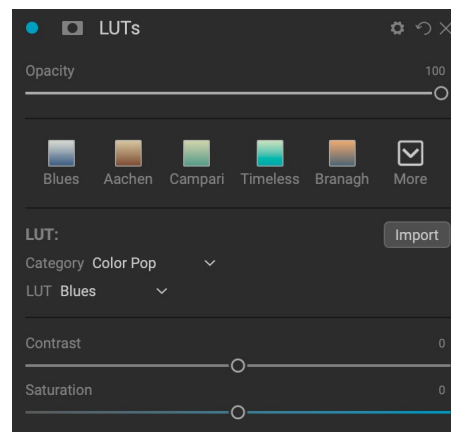 LUTs
Opacity 100
Blues Aachen Campari Timeless Branagh More
LUT: Import
Category Color Pop
LUT Blues
Contrast 0
Saturation 0